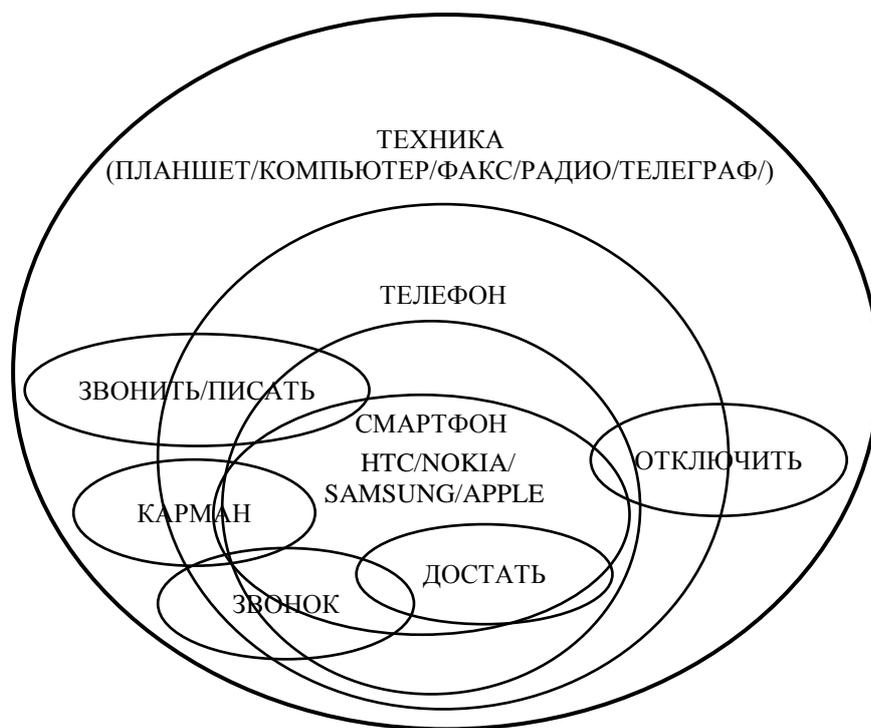 ТЕХНИКА
(ПЛАНШЕТ/КОМПЬЮТЕР/ФАКС/РАДИО/ТЕЛЕГРАФ/)
ТЕЛЕФОН
ЗВОНИТЬ/ПИСАТЬ
СМАРТФОН
HTC/NOKIA/
SAMSUNG/APPLE
ОТКЛЮЧИТЬ
КАРМАН
ДОСТАТЬ
ЗВОНОК